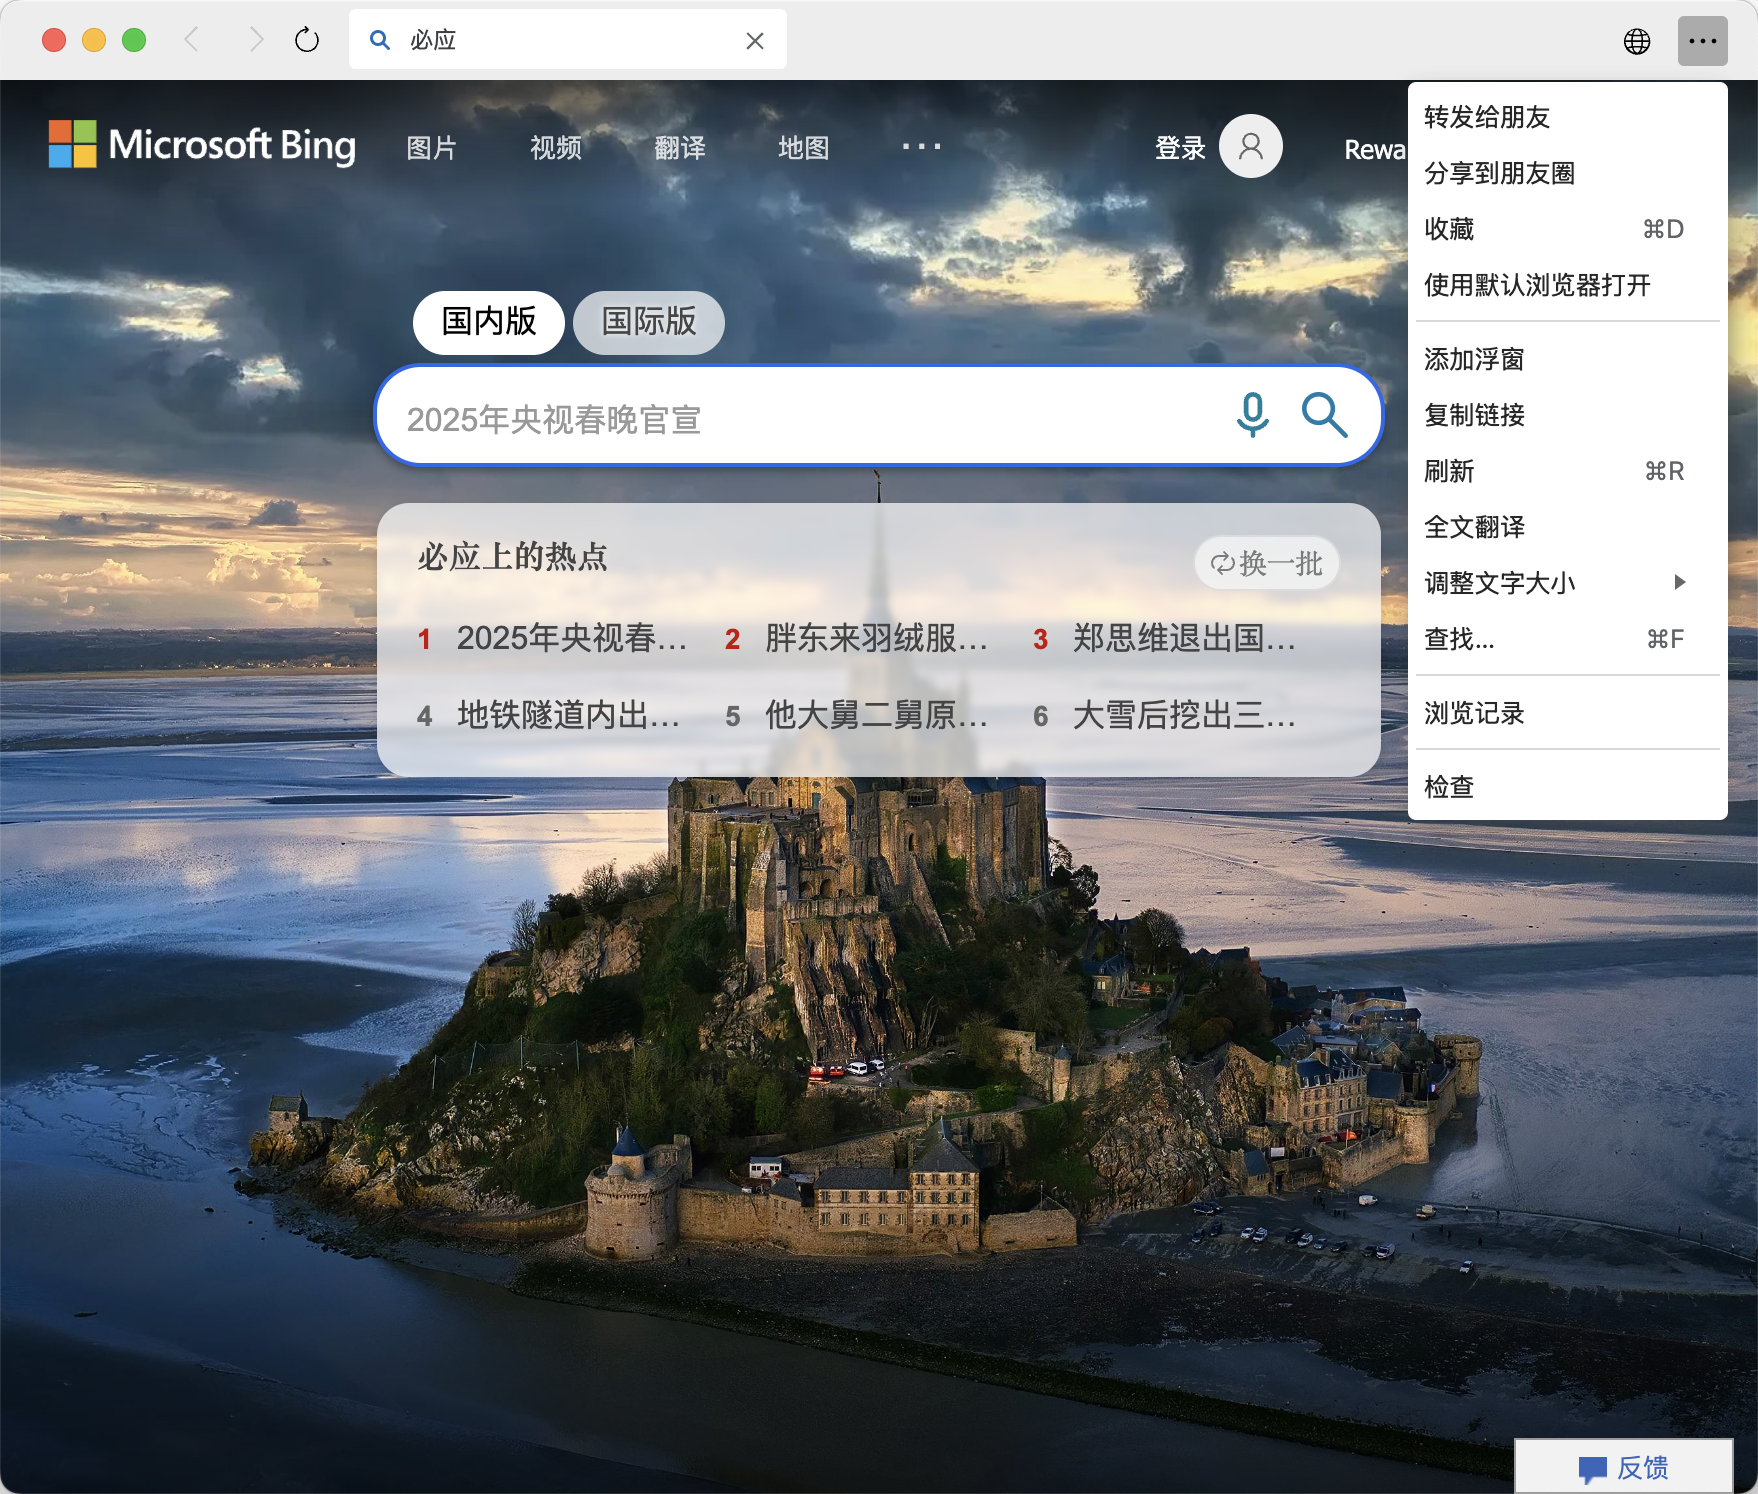 必应
Microsoft Bing 图片 视频 翻译 地图 ··· 登录 Rewa
国内版 国际版
2025年央视春晚官宣
必应上的热点 换一批
1 2025年央视春... 2 胖东来羽绒服... 3 郑思维退出国...
4 地铁隧道内出... 5 他大舅二舅原... 6 大雪后挖出三...
转发给朋友
分享到朋友圈
收藏 ⌘D
使用默认浏览器打开
添加浮窗
复制链接
刷新 ⌘R
全文翻译
调整文字大小
查找... ⌘F
浏览记录
检查
反馈